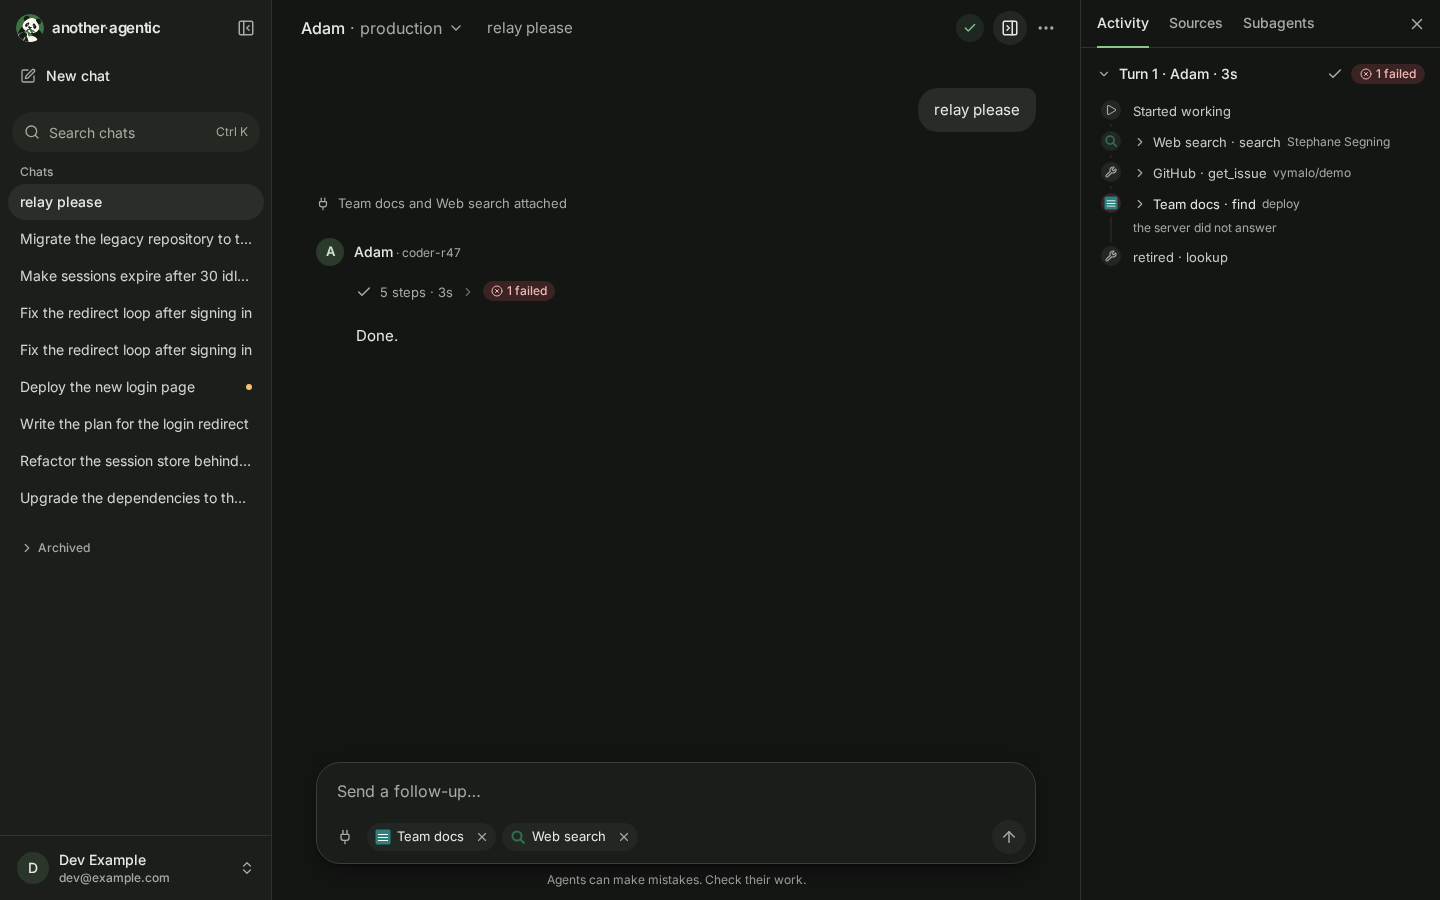 another·agentic
New chat
Search chats Ctrl K
Chats
relay please
Migrate the legacy repository to t...
Make sessions expire after 30 idl...
Fix the redirect loop after signing in
Fix the redirect loop after signing in
Deploy the new login page
Write the plan for the login redirect
Refactor the session store behind...
Upgrade the dependencies to th...
Archived
D
Dev Example
dev@example.com
Adam · production relay please
relay please
Team docs and Web search attached
A Adam · coder-r47
5 steps · 3s 1 failed
Done.
Send a follow-up...
Team docs Web search
Agents can make mistakes. Check their work.
Activity Sources Subagents
Turn 1 · Adam · 3s 1 failed
Started working
Web search · search Stephane Segning
GitHub · get_issue vymalo/demo
Team docs · find deploy
the server did not answer
retired · lookup